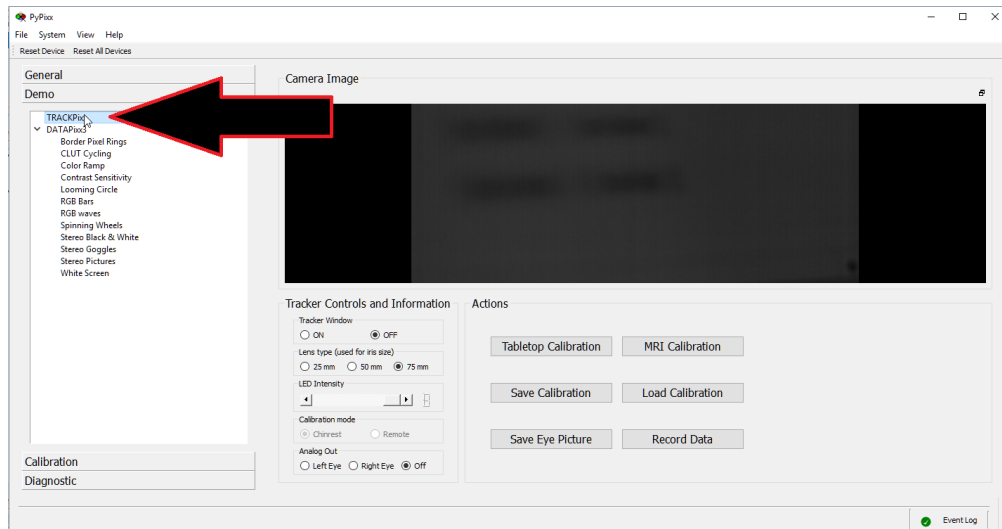 PyPixx
File System View Help
Reset Device Reset All Devices
General
Demo
TRACKPixx
DATAPixx3
Border Pixel Rings
CLUT Cycling
Color Ramp
Contrast Sensitivity
Looming Circle
RGB Bars
RGB waves
Spinning Wheels
Stereo Black & White
Stereo Goggles
Stereo Pictures
White Screen
Calibration
Diagnostic
Camera Image
Tracker Controls and Information
Tracker Window
ON OFF
Lens type (used for iris size)
25 mm 50 mm 75 mm
LED Intensity
Calibration mode
Chinrest Remote
Analog Out
Left Eye Right Eye Off
Actions
Tabletop Calibration MRI Calibration
Save Calibration Load Calibration
Save Eye Picture Record Data
Event Log